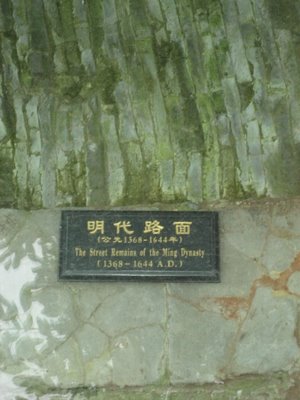 明代路面
(公元1368-1644年)
The Street Remains of the Ming Dynasty
(1368-1644 A.D.)